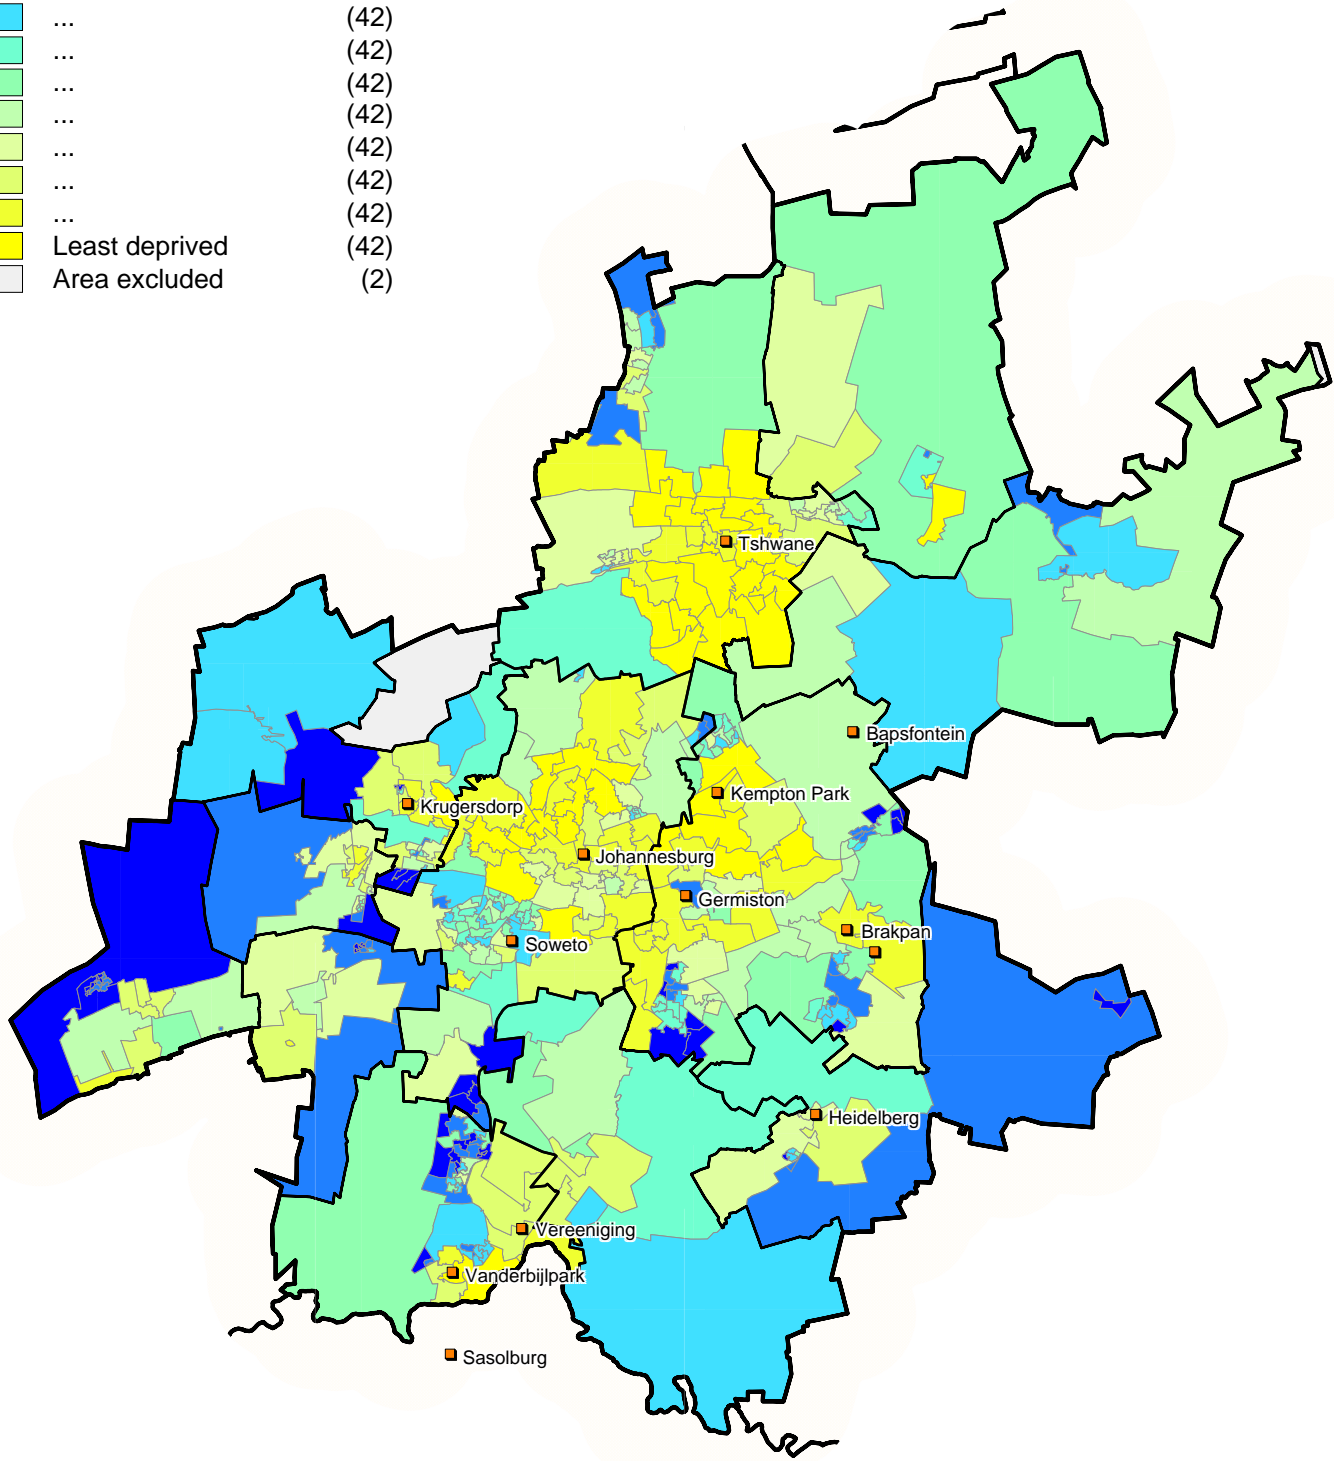 ... (42)
... (42)
... (42)
... (42)
... (42)
... (42)
... (42)
Least deprived (42)
Area excluded (2)
Tshwane
Bapsfontein
Kempton Park
Krugersdorp
Johannesburg
Germiston
Brakpan
Soweto
Heidelberg
Vereeniging
Vanderbijlpark
Sasolburg